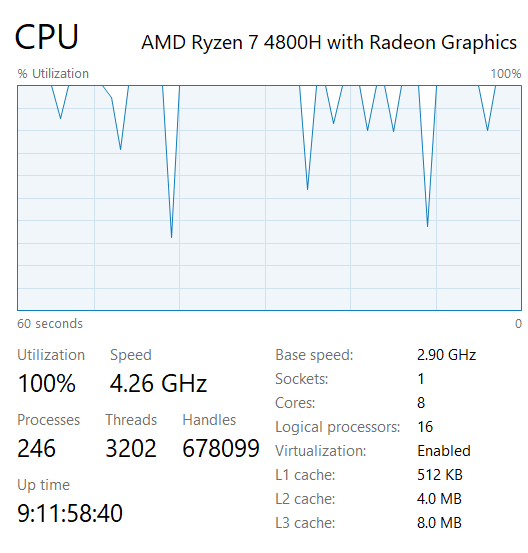 CPU
AMD Ryzen 7 4800H with Radeon Graphics
% Utilization 100%
60 seconds 0
Utilization Speed
100% 4.26 GHz
Processes Threads Handles
246 3202 678099
Up time
9:11:58:40
Base speed: 2.90 GHz
Sockets: 1
Cores: 8
Logical processors: 16
Virtualization: Enabled
L1 cache: 512 KB
L2 cache: 4.0 MB
L3 cache: 8.0 MB